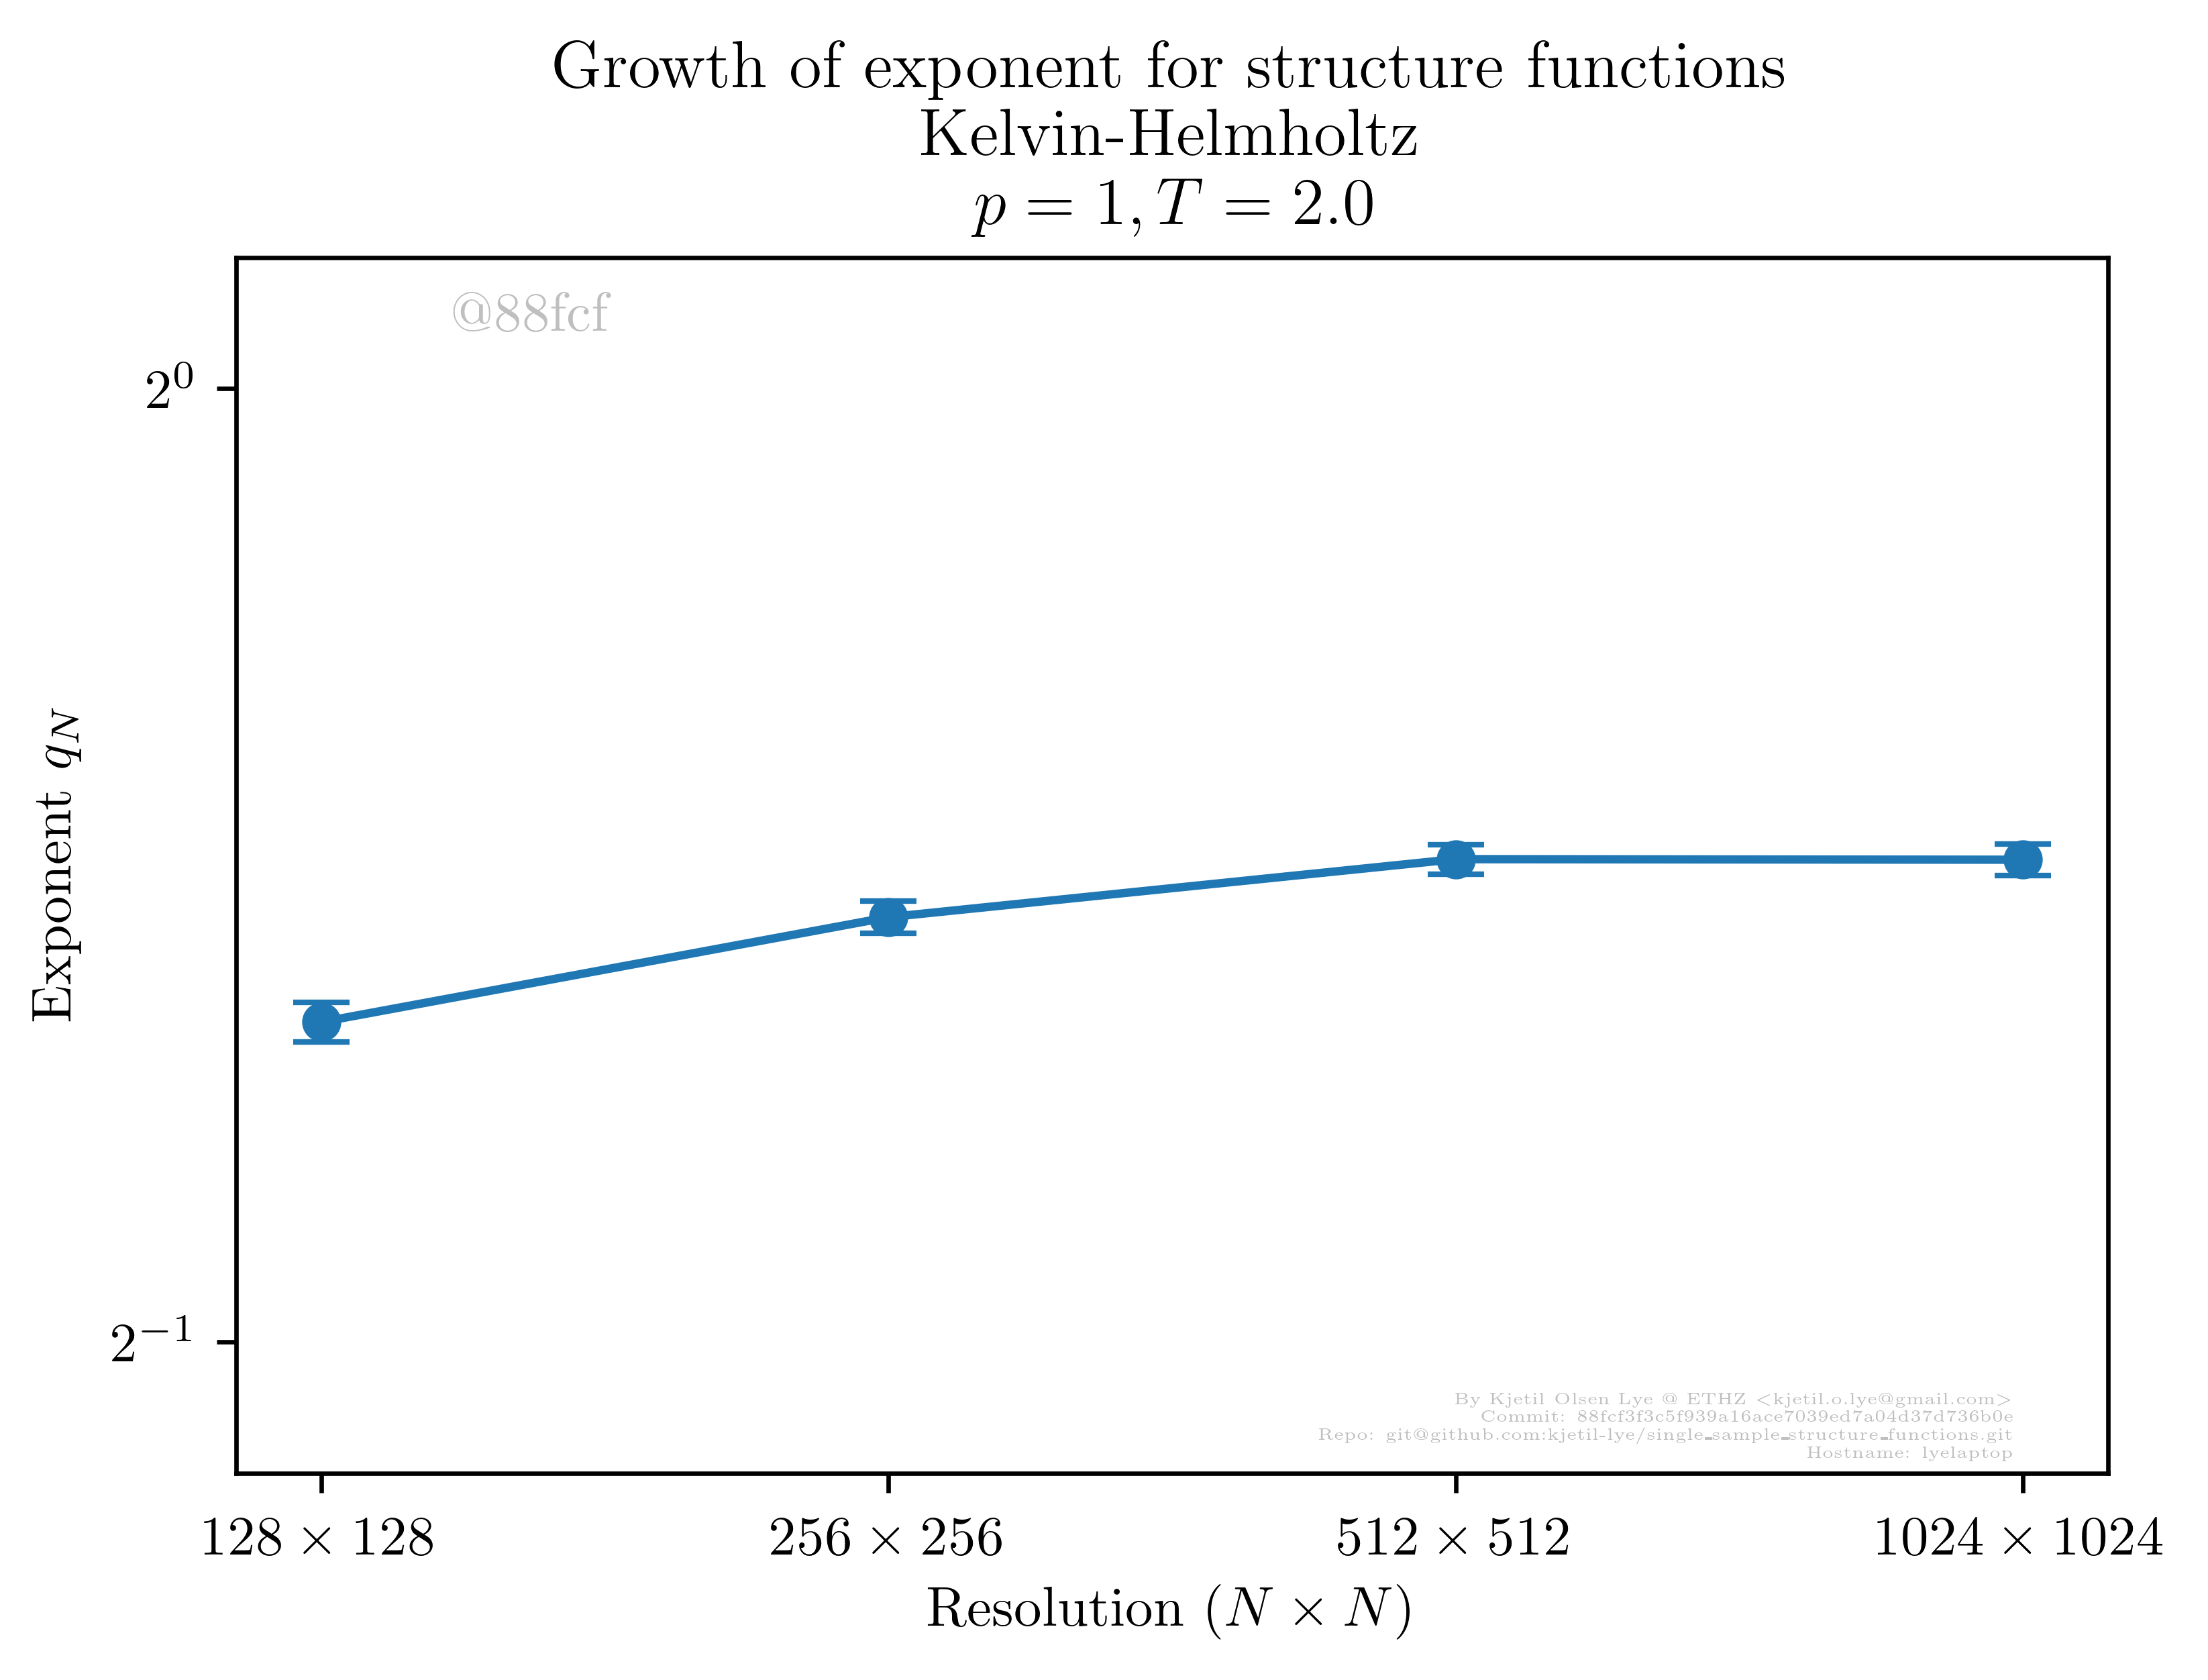 Growth of exponent for structure functions
Kelvin-Helmholtz
p = 1, T = 2.0
@88fcf
2⁰
Exponent q_N
2⁻¹
By Kjetil Olsen Lye @ ETHZ <kjetil.o.lye@gmail.com>
Commit: 88fcf3f3c5f939a16ace7039ed7a04d37d736b0e
Repo: git@github.com:kjetil-lye/single_sample_structure_functions.git
Hostname: lyelaptop
128 × 128 256 × 256 512 × 512 1024 × 1024
Resolution (N × N)